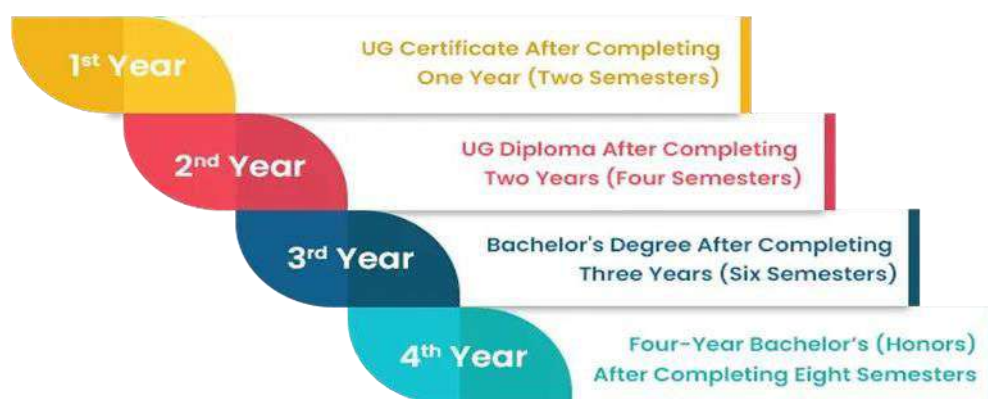 1st Year
UG Certificate After Completing
One Year (Two Semesters)
2nd Year
UG Diploma After Completing
Two Years (Four Semesters)
3rd Year
Bachelor's Degree After Completing
Three Years (Six Semesters)
4th Year
Four-Year Bachelor's (Honors)
After Completing Eight Semesters